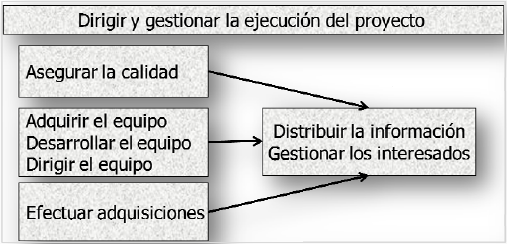 Dirigir y gestionar la ejecución del proyecto
Asegurar la calidad
Adquirir el equipo
Desarrollar el equipo
Dirigir el equipo
Distribuir la información
Gestionar los interesados
Efectuar adquisiciones